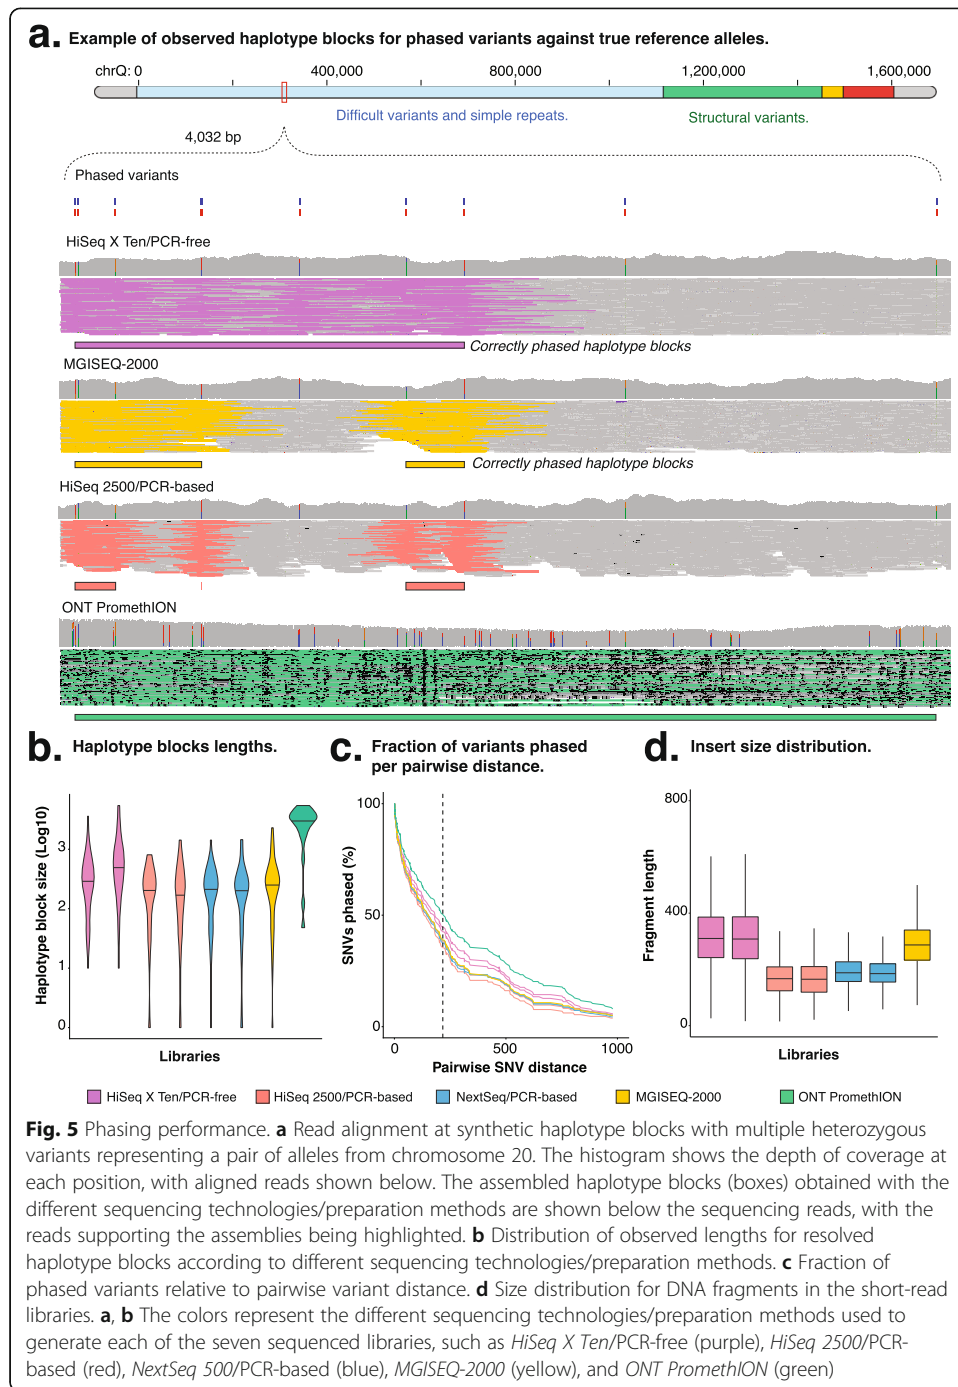 a. Example of observed haplotype blocks for phased variants against true reference alleles.
chrQ: 0 400,000 800,000 1,200,000 1,600,000
Difficult variants and simple repeats.
Structural variants.
4,032 bp
Phased variants
HiSeq X Ten/PCR-free
Correctly phased haplotype blocks
MGISEQ-2000
Correctly phased haplotype blocks
HiSeq 2500/PCR-based
ONT PromethION
b. Haplotype blocks lengths.
Haplotype block size (Log10)
3
2
1
0
Libraries
c. Fraction of variants phased
per pairwise distance.
SNVs phased (%)
100
50
0
0 500 1000
Pairwise SNV distance
d. Insert size distribution.
Fragment length
800
400
0
Libraries
HiSeq X Ten/PCR-free HiSeq 2500/PCR-based NextSeq/PCR-based MGISEQ-2000 ONT PromethION
Fig. 5 Phasing performance. a Read alignment at synthetic haplotype blocks with multiple heterozygous
variants representing a pair of alleles from chromosome 20. The histogram shows the depth of coverage at
each position, with aligned reads shown below. The assembled haplotype blocks (boxes) obtained with the
different sequencing technologies/preparation methods are shown below the sequencing reads, with the
reads supporting the assemblies being highlighted. b Distribution of observed lengths for resolved
haplotype blocks according to different sequencing technologies/preparation methods. c Fraction of
phased variants relative to pairwise variant distance. d Size distribution for DNA fragments in the short-read
libraries. a, b The colors represent the different sequencing technologies/preparation methods used to
generate each of the seven sequenced libraries, such as HiSeq X Ten/PCR-free (purple), HiSeq 2500/PCR-
based (red), NextSeq 500/PCR-based (blue), MGISEQ-2000 (yellow), and ONT PromethION (green)